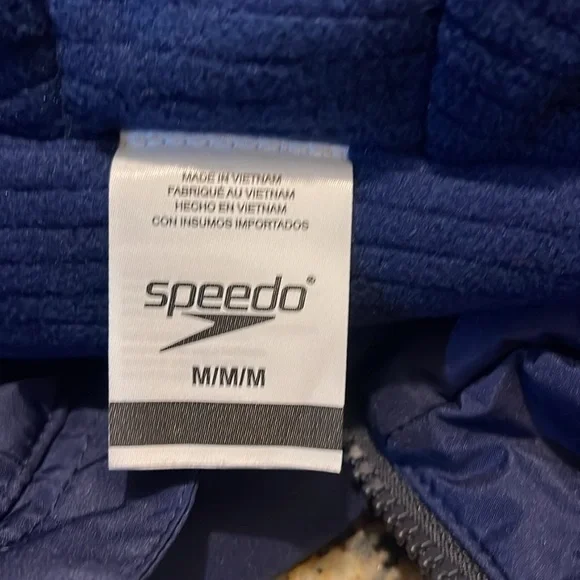 MADE IN VIETNAM
FABRIQUÉ AU VIETNAM
HECHO EN VIETNAM
CON INSUMOS IMPORTADOS
speedo®
M/M/M